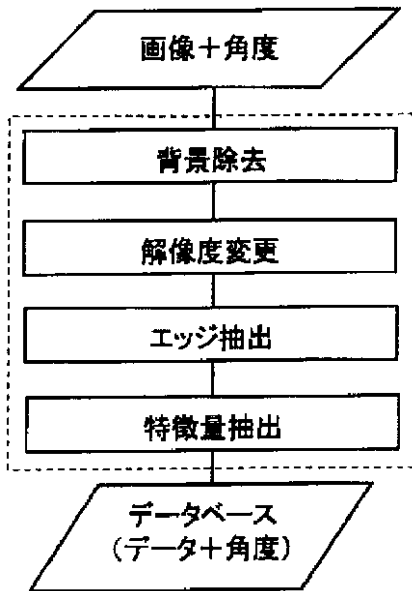 画像+角度
背景除去
解像度変更
エッジ抽出
特徴量抽出
データベース
(データ+角度)